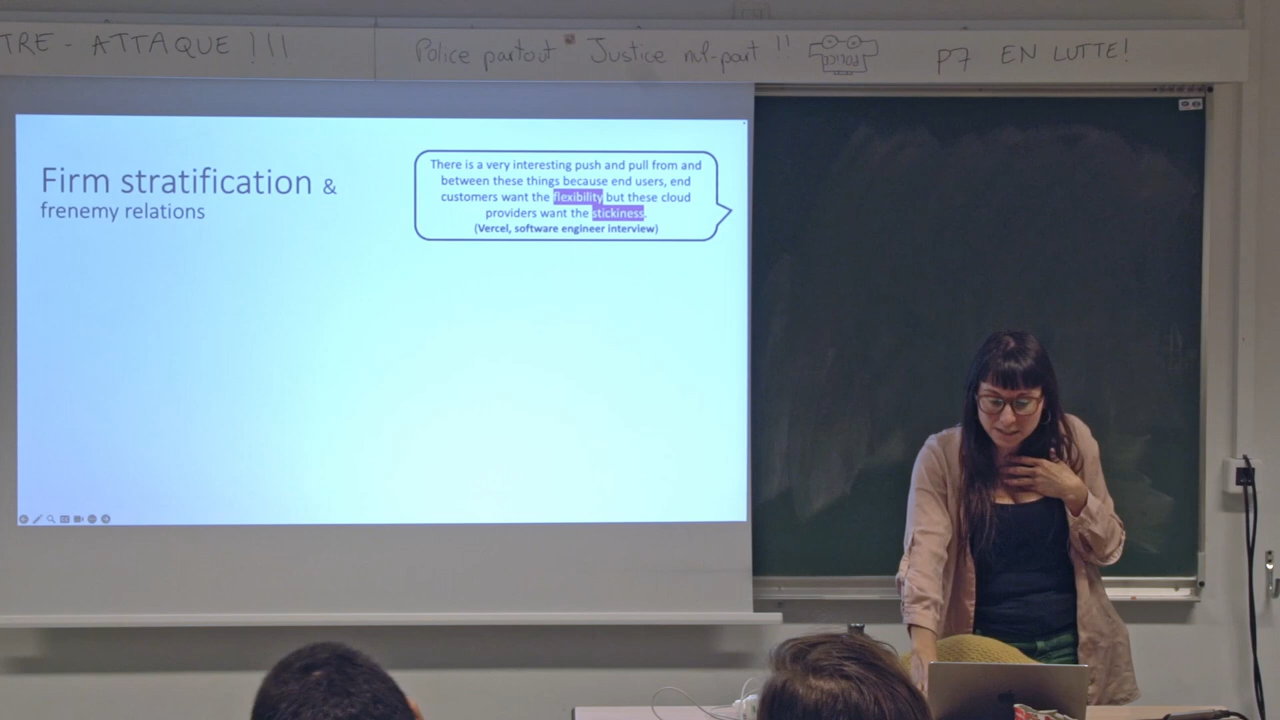 TRE - ATTAQUE !!!
Police partout Justice nul-part !!
POLICE
P7 EN LUTTE!
Firm stratification &
frenemy relations
There is a very interesting push and pull from and
between these things because end users, end
customers want the flexibility but these cloud
providers want the stickiness.
(Vercel, software engineer interview)